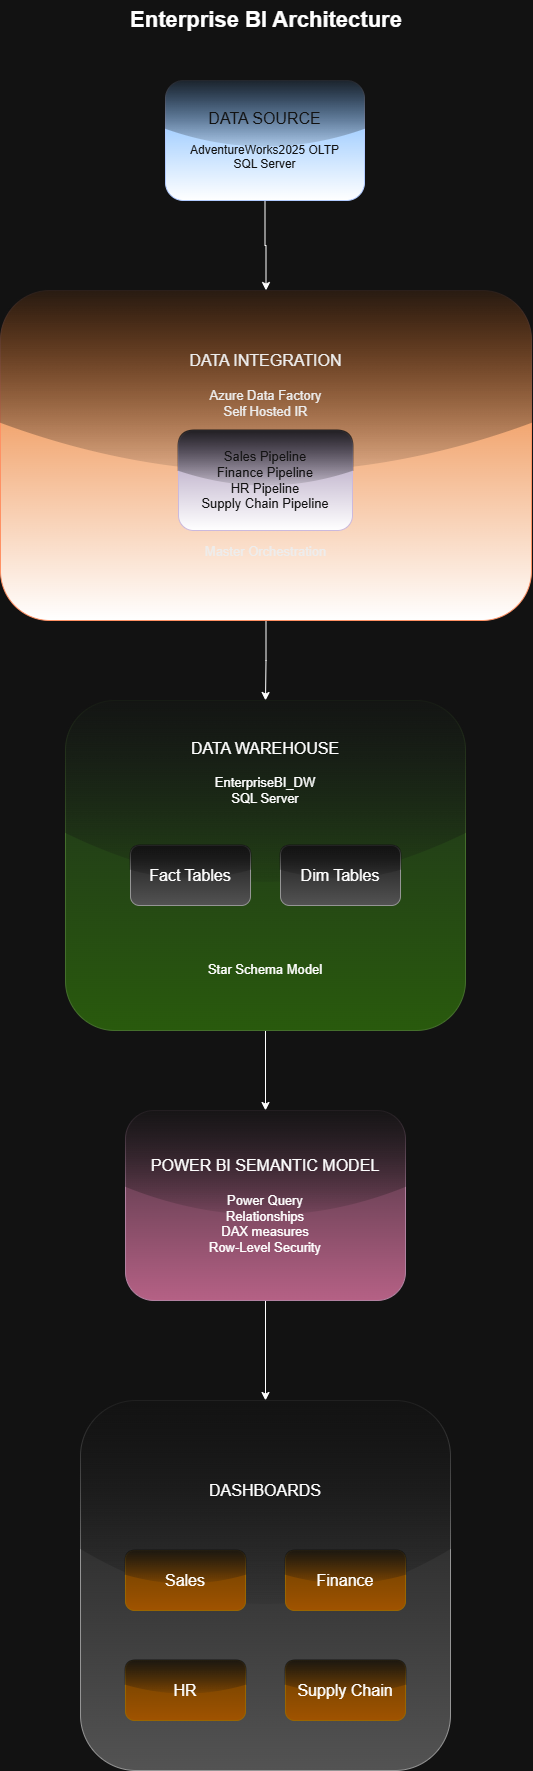 Enterprise BI Architecture
DATA SOURCE
AdventureWorks2025 OLTP
SQL Server
DATA INTEGRATION
Azure Data Factory
Self Hosted IR
Sales Pipeline
Finance Pipeline
HR Pipeline
Supply Chain Pipeline
Master Orchestration
DATA WAREHOUSE
EnterpriseBI_DW
SQL Server
Fact Tables
Dim Tables
Star Schema Model
POWER BI SEMANTIC MODEL
Power Query
Relationships
DAX measures
Row-Level Security
DASHBOARDS
Sales
Finance
HR
Supply Chain